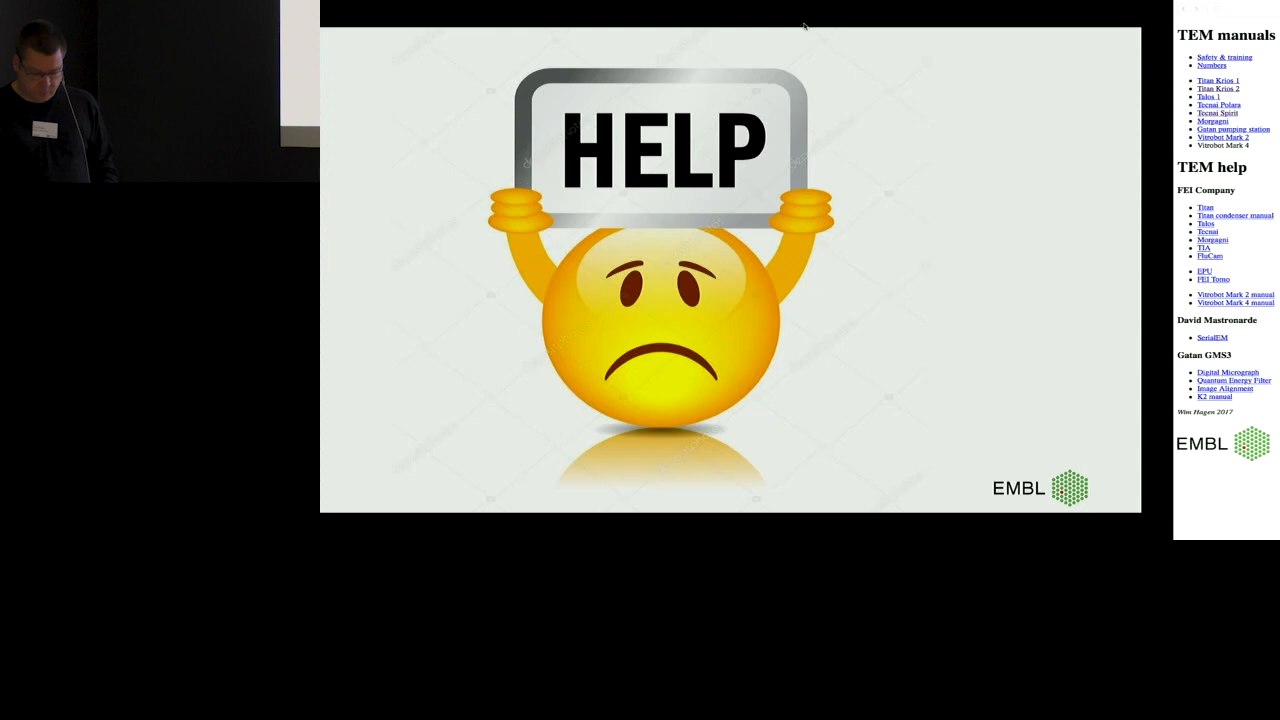 HELP
EMBL
TEM manuals
Safety & training
Numbers
Titan Krios 1
Titan Krios 2
Talos 1
Tecnai Polara
Tecnai Spirit
Morgagni
Gatan pumping station
Vitrobot Mark 2
Vitrobot Mark 4
TEM help
FEI Company
Titan
Titan condenser manual
Talos
Tecnai
Morgagni
TIA
FluCam
EPU
FEI Tomo
Vitrobot Mark 2 manual
Vitrobot Mark 4 manual
David Mastronarde
SerialEM
Gatan GMS3
Digital Micrograph
Quantum Energy Filter
Image Alignment
K2 manual
Wim Hagen 2017
EMBL